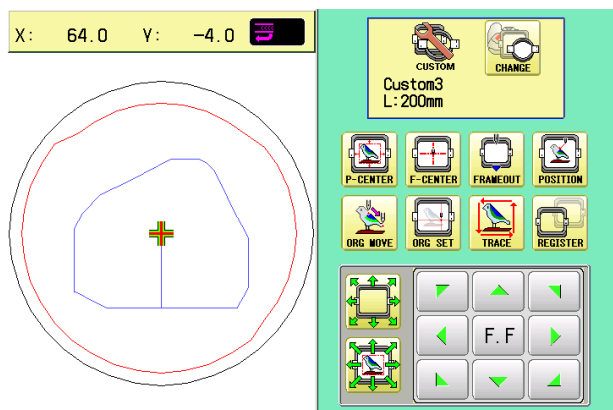 X: 64.0 Y: -4.0
CUSTOM CHANGE
Custom3
L:200mm
P-CENTER F-CENTER FRAMEOUT POSITION
ORG MOVE ORG SET TRACE REGISTER
F.F